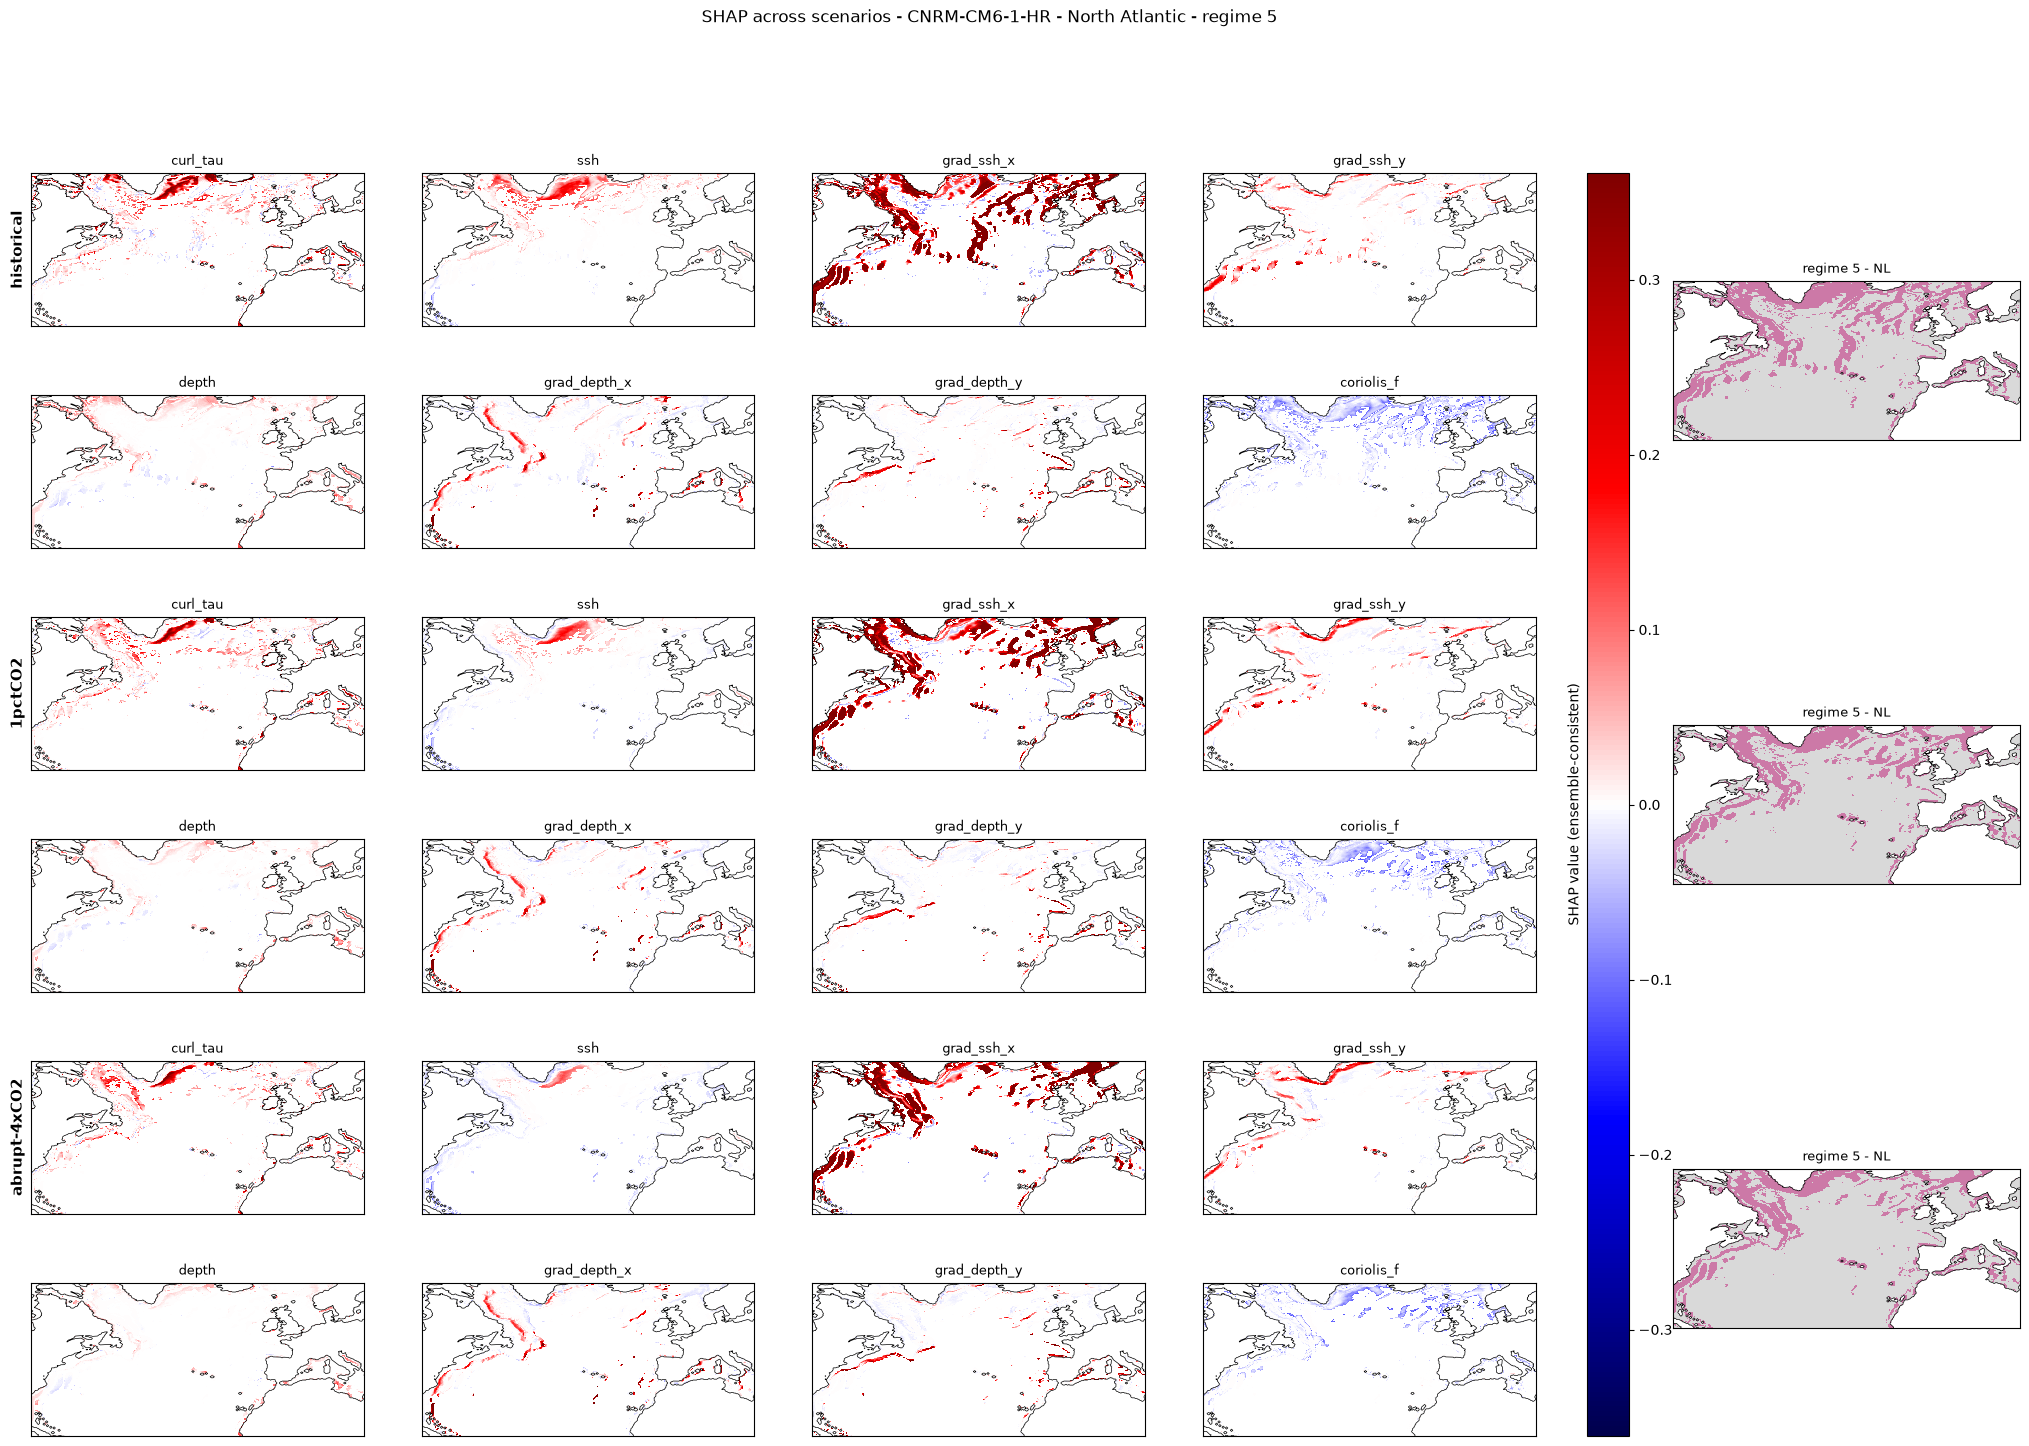 SHAP across scenarios - CNRM-CM6-1-HR - North Atlantic - regime 5
historical
curl_tau
ssh
grad_ssh_x
grad_ssh_y
depth
grad_depth_x
grad_depth_y
coriolis_f
1pctCO2
curl_tau
ssh
grad_ssh_x
grad_ssh_y
depth
grad_depth_x
grad_depth_y
coriolis_f
abrupt-4xCO2
curl_tau
ssh
grad_ssh_x
grad_ssh_y
depth
grad_depth_x
grad_depth_y
coriolis_f
SHAP value (ensemble-consistent)
0.3
0.2
0.1
0.0
−0.1
−0.2
−0.3
regime 5 - NL
regime 5 - NL
regime 5 - NL